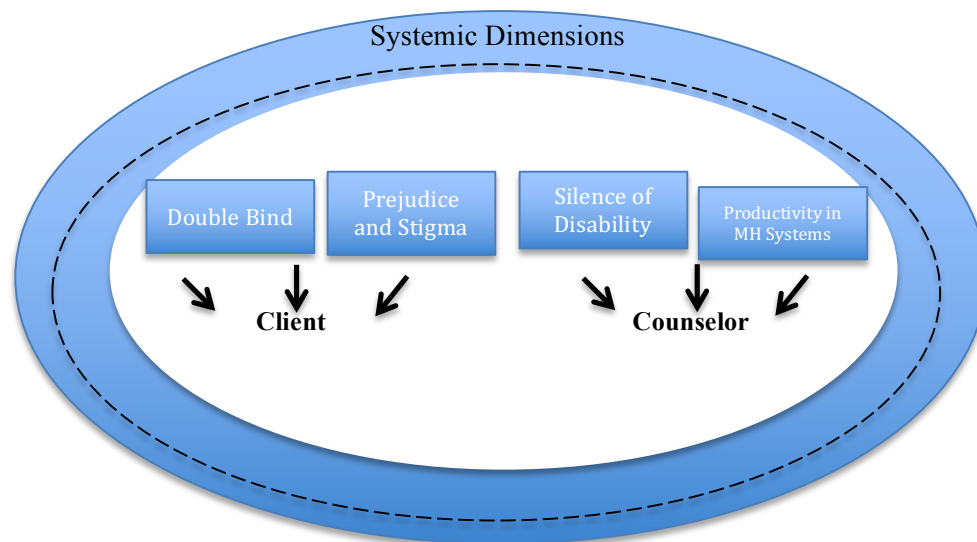 Systemic Dimensions
Double Bind
Prejudice
and Stigma
Silence of
Disability
Productivity in
MH Systems
Client
Counselor